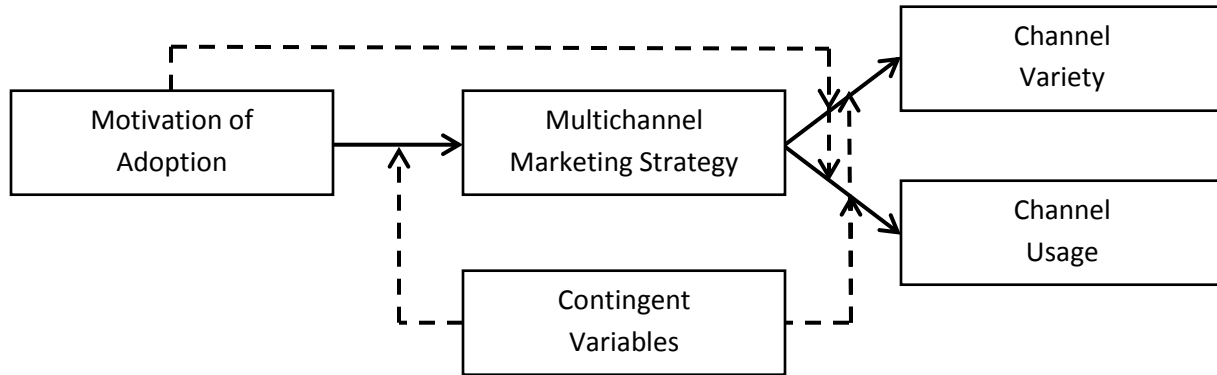 Channel
Variety
Motivation of
Adoption
Multichannel
Marketing Strategy
Channel
Usage
Contingent
Variables